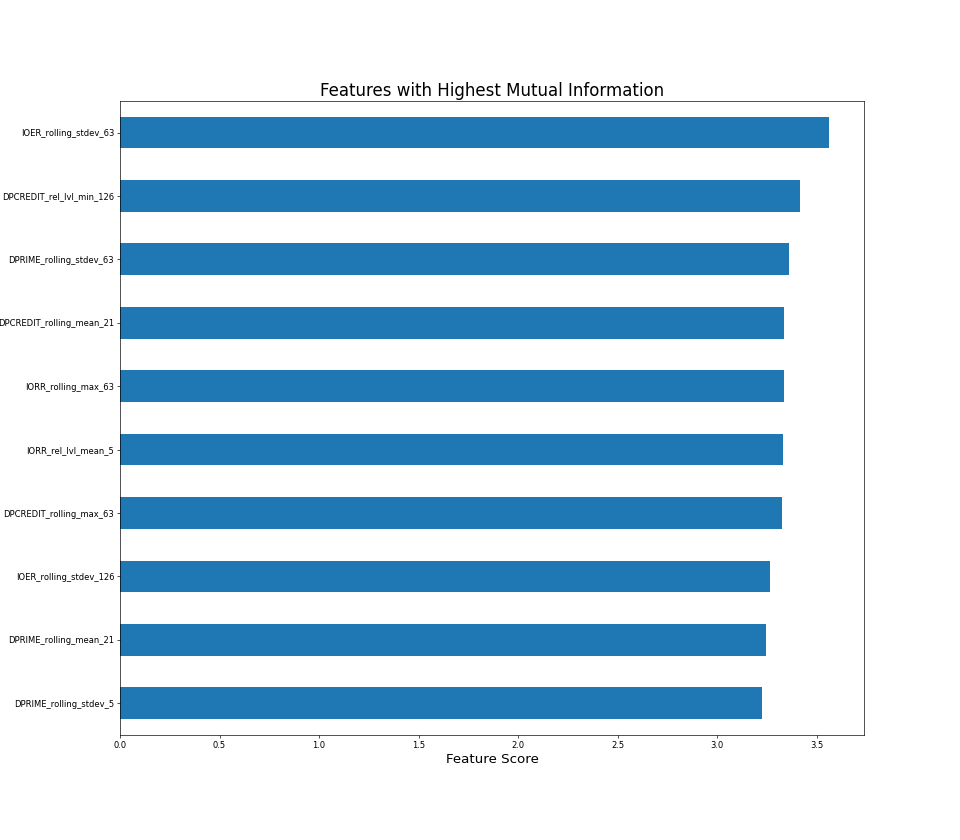 Features with Highest Mutual Information
IOER_rolling_stdev_63
DPCREDIT_rel_lvl_min_126
DPRIME_rolling_stdev_63
DPCREDIT_rolling_mean_21
IORR_rolling_max_63
IORR_rel_lvl_mean_5
DPCREDIT_rolling_max_63
IOER_rolling_stdev_126
DPRIME_rolling_mean_21
DPRIME_rolling_stdev_5
0.0 0.5 1.0 1.5 2.0 2.5 3.0 3.5
Feature Score